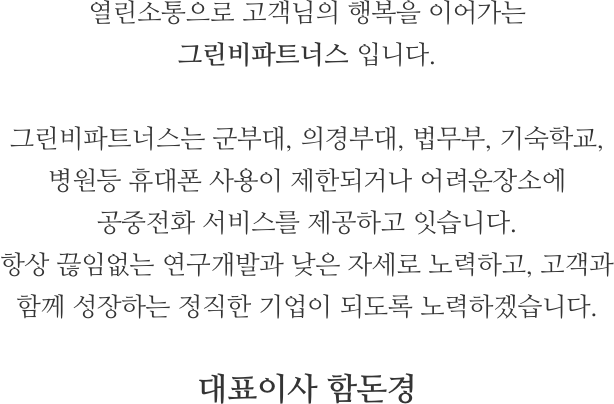 열린소통으로 고객님의 행복을 이어가는
그린비파트너스 입니다.
그린비파트너스는 군부대, 의경부대, 법무부, 기숙학교,
병원등 휴대폰 사용이 제한되거나 어려운장소에
공중전화 서비스를 제공하고 잇습니다.
항상 끊임없는 연구개발과 낮은 자세로 노력하고, 고객과
함께 성장하는 정직한 기업이 되도록 노력하겠습니다.
대표이사 함돈경